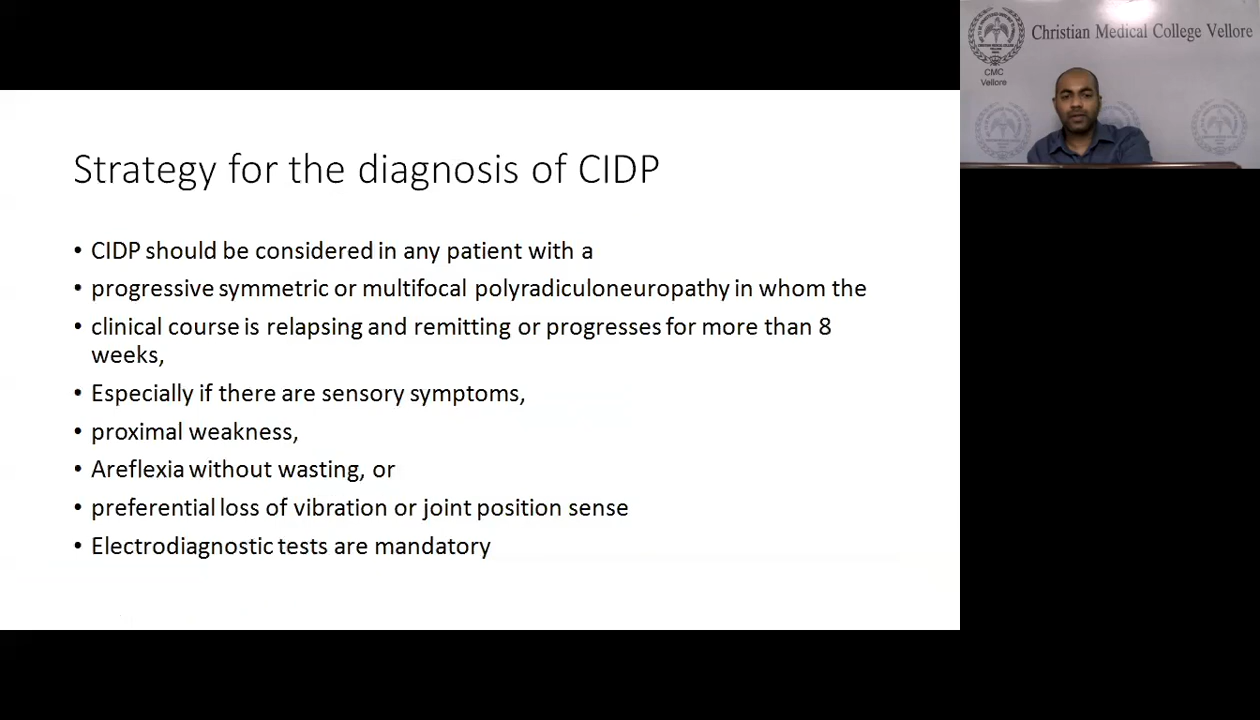 Strategy for the diagnosis of CIDP
• CIDP should be considered in any patient with a
• progressive symmetric or multifocal polyradiculoneuropathy in whom the
• clinical course is relapsing and remitting or progresses for more than 8
weeks,
• Especially if there are sensory symptoms,
• proximal weakness,
• Areflexia without wasting, or
• preferential loss of vibration or joint position sense
• Electrodiagnostic tests are mandatory
Christian Medical College Vellore
CMC
Vellore